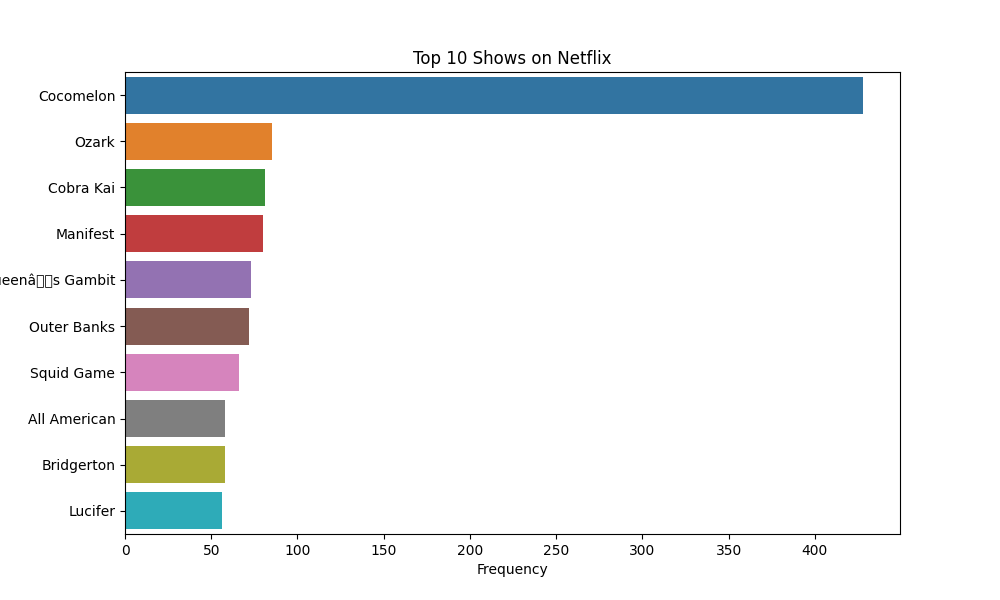 Top 10 Shows on Netflix
Cocomelon
Ozark
Cobra Kai
Manifest
Gambit
Outer Banks
Squid Game
All American
Bridgerton
Lucifer
0 50 100 150 200 250 300 350 400
Frequency